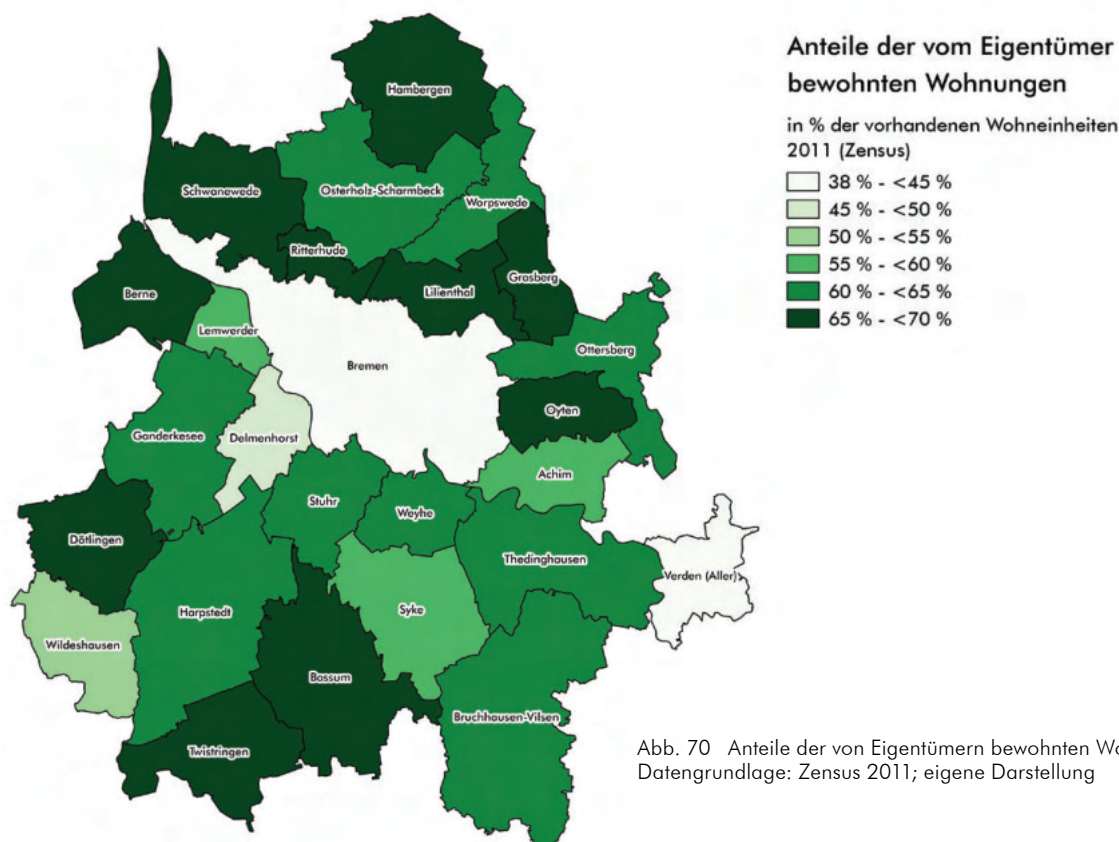 Anteile der vom Eigentümer
bewohnten Wohnungen
in % der vorhandenen Wohneinheiten
2011 (Zensus)
38 % - <45 %
45 % - <50 %
50 % - <55 %
55 % - <60 %
60 % - <65 %
65 % - <70 %
Hambergen
Schwanewede
Osterholz-Scharmbeck
Worpswede
Ritterhude
Grasberg
Lilienthal
Berne
Lemwerder
Ottersberg
Bremen
Oyten
Ganderkesee
Delmenhorst
Achim
Stuhr
Weyhe
Dötlingen
Thedinghausen
Verden (Aller)
Harpstedt
Syke
Wildeshausen
Bassum
Bruchhausen-Vilsen
Twistringen
Abb. 70 Anteile der von Eigentümern bewohnten
Datengrundlage: Zensus 2011; eigene Darstellung